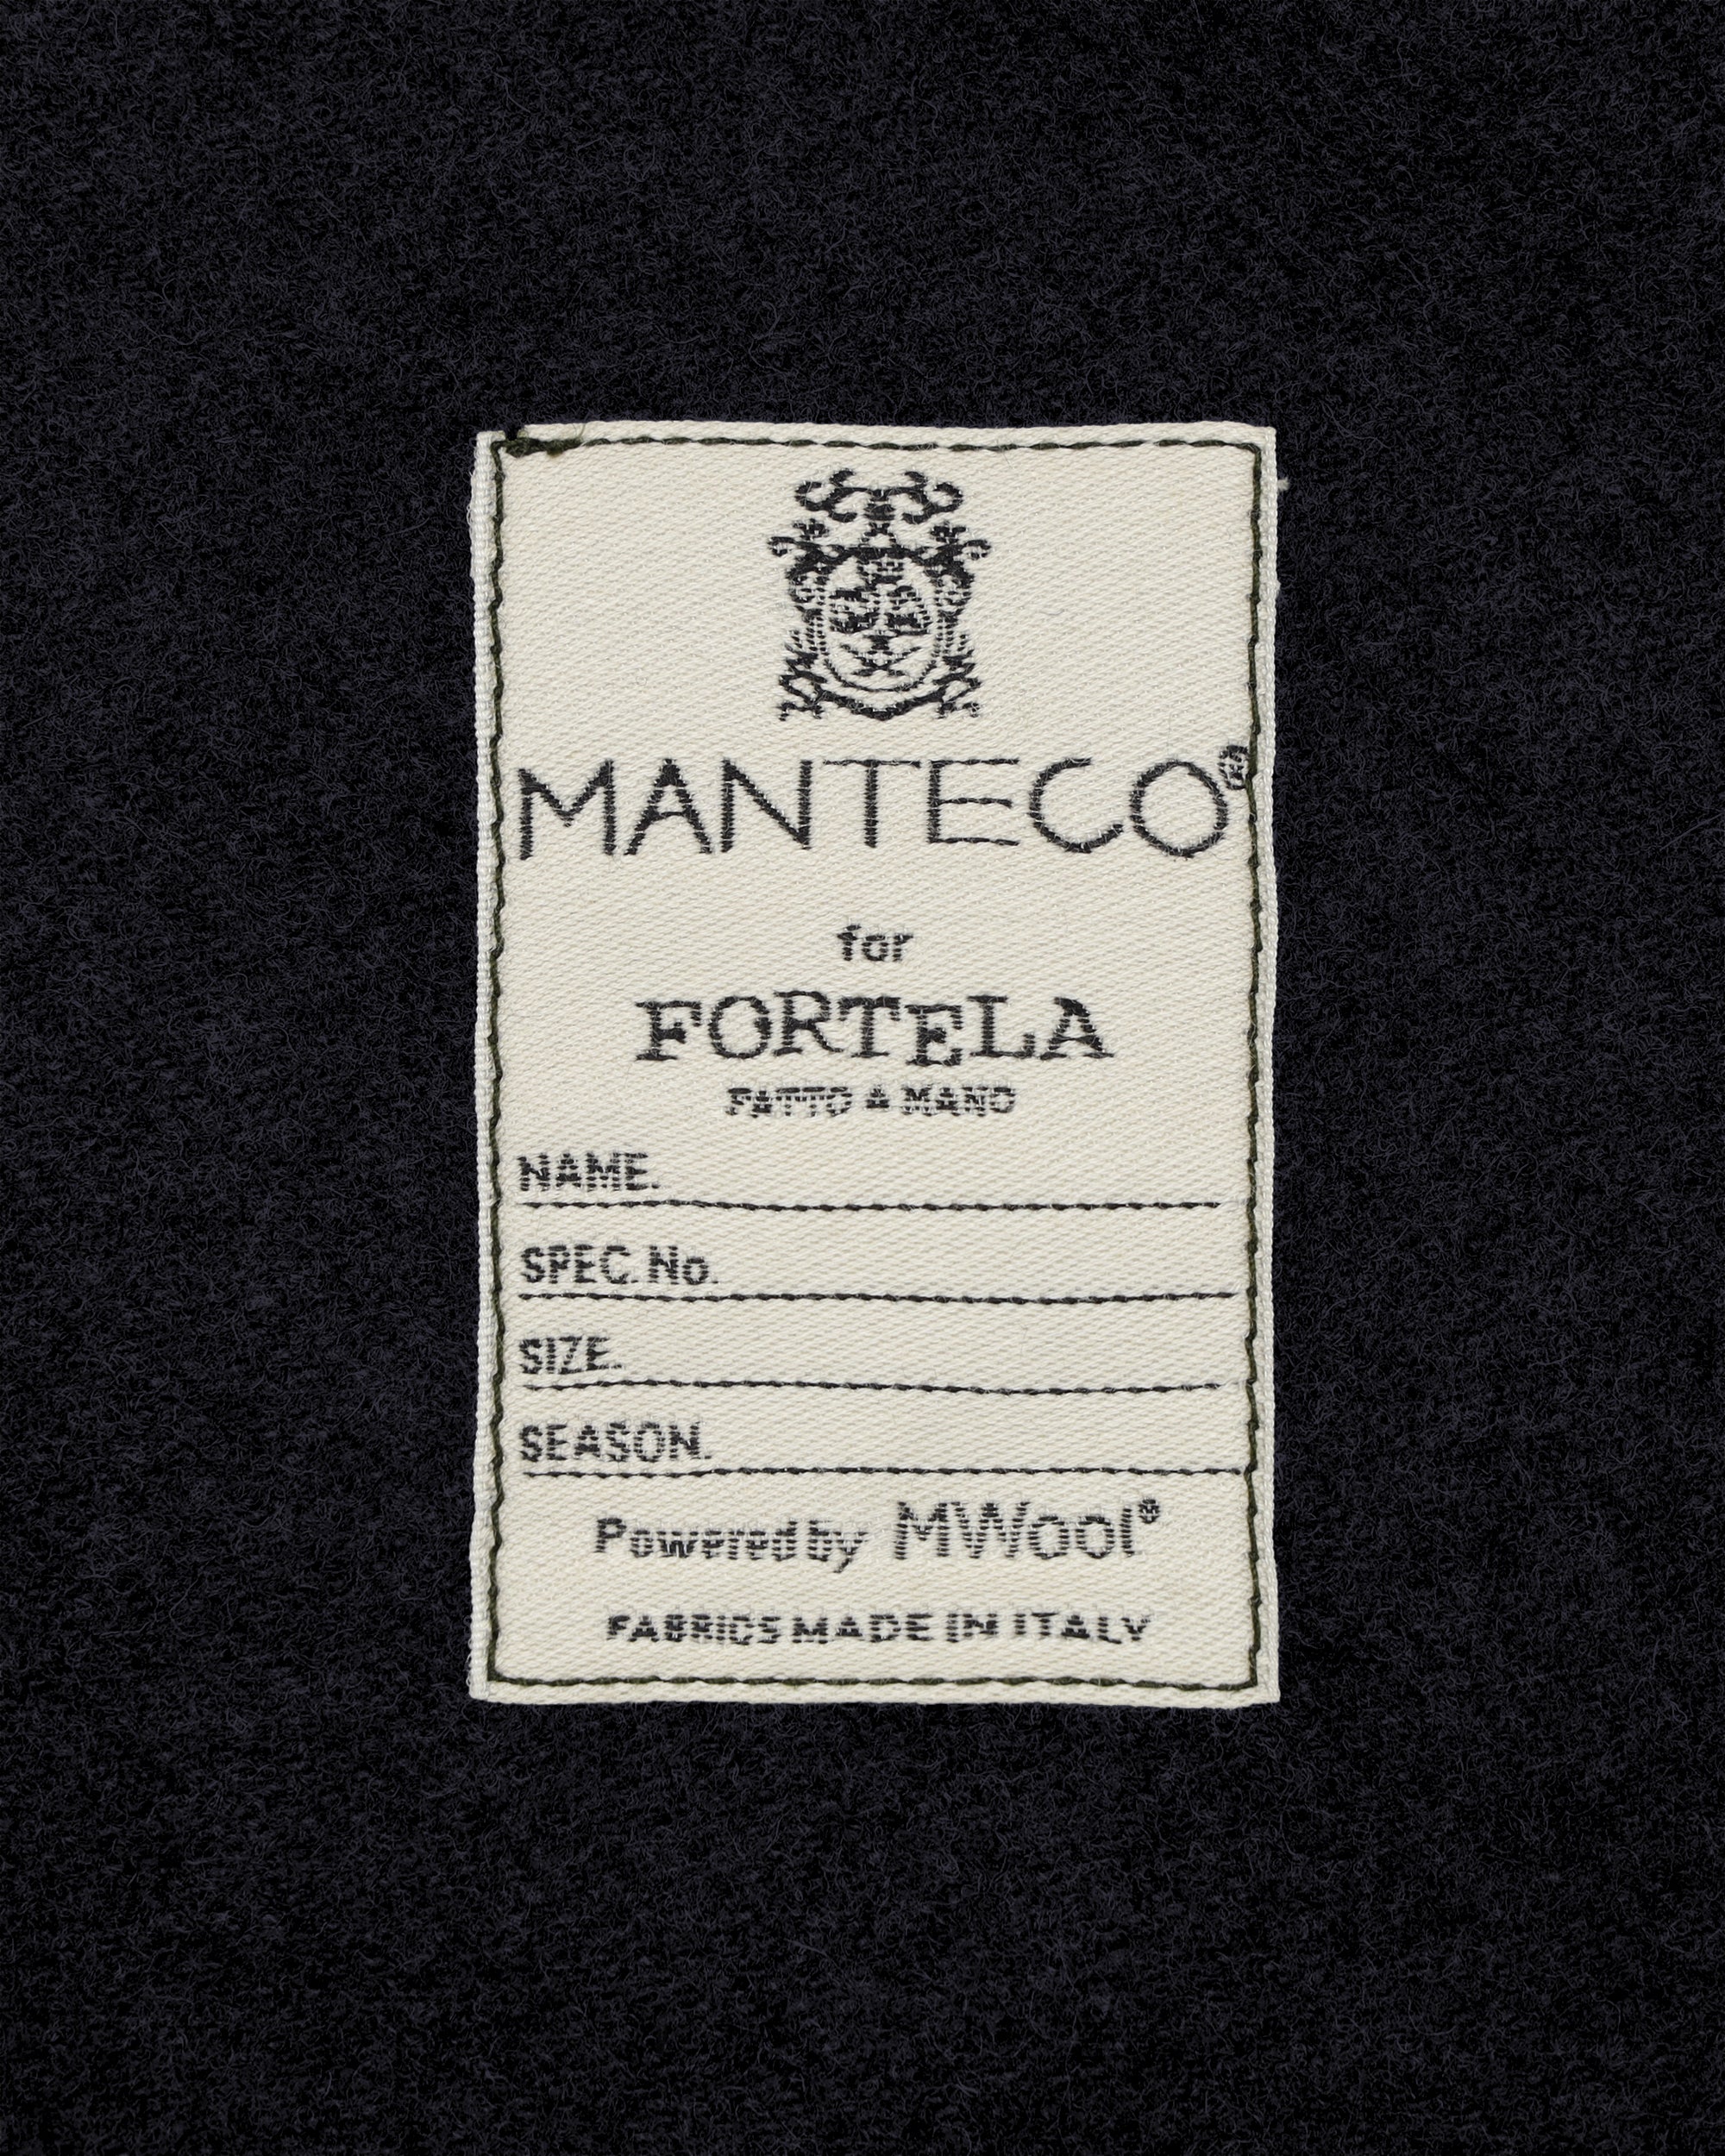 MANTECO®
for
FORTELA
FATTO A MANO
NAME.
SPEC. No.
SIZE.
SEASON.
Powered by MWool®
FABRICS MADE IN ITALY